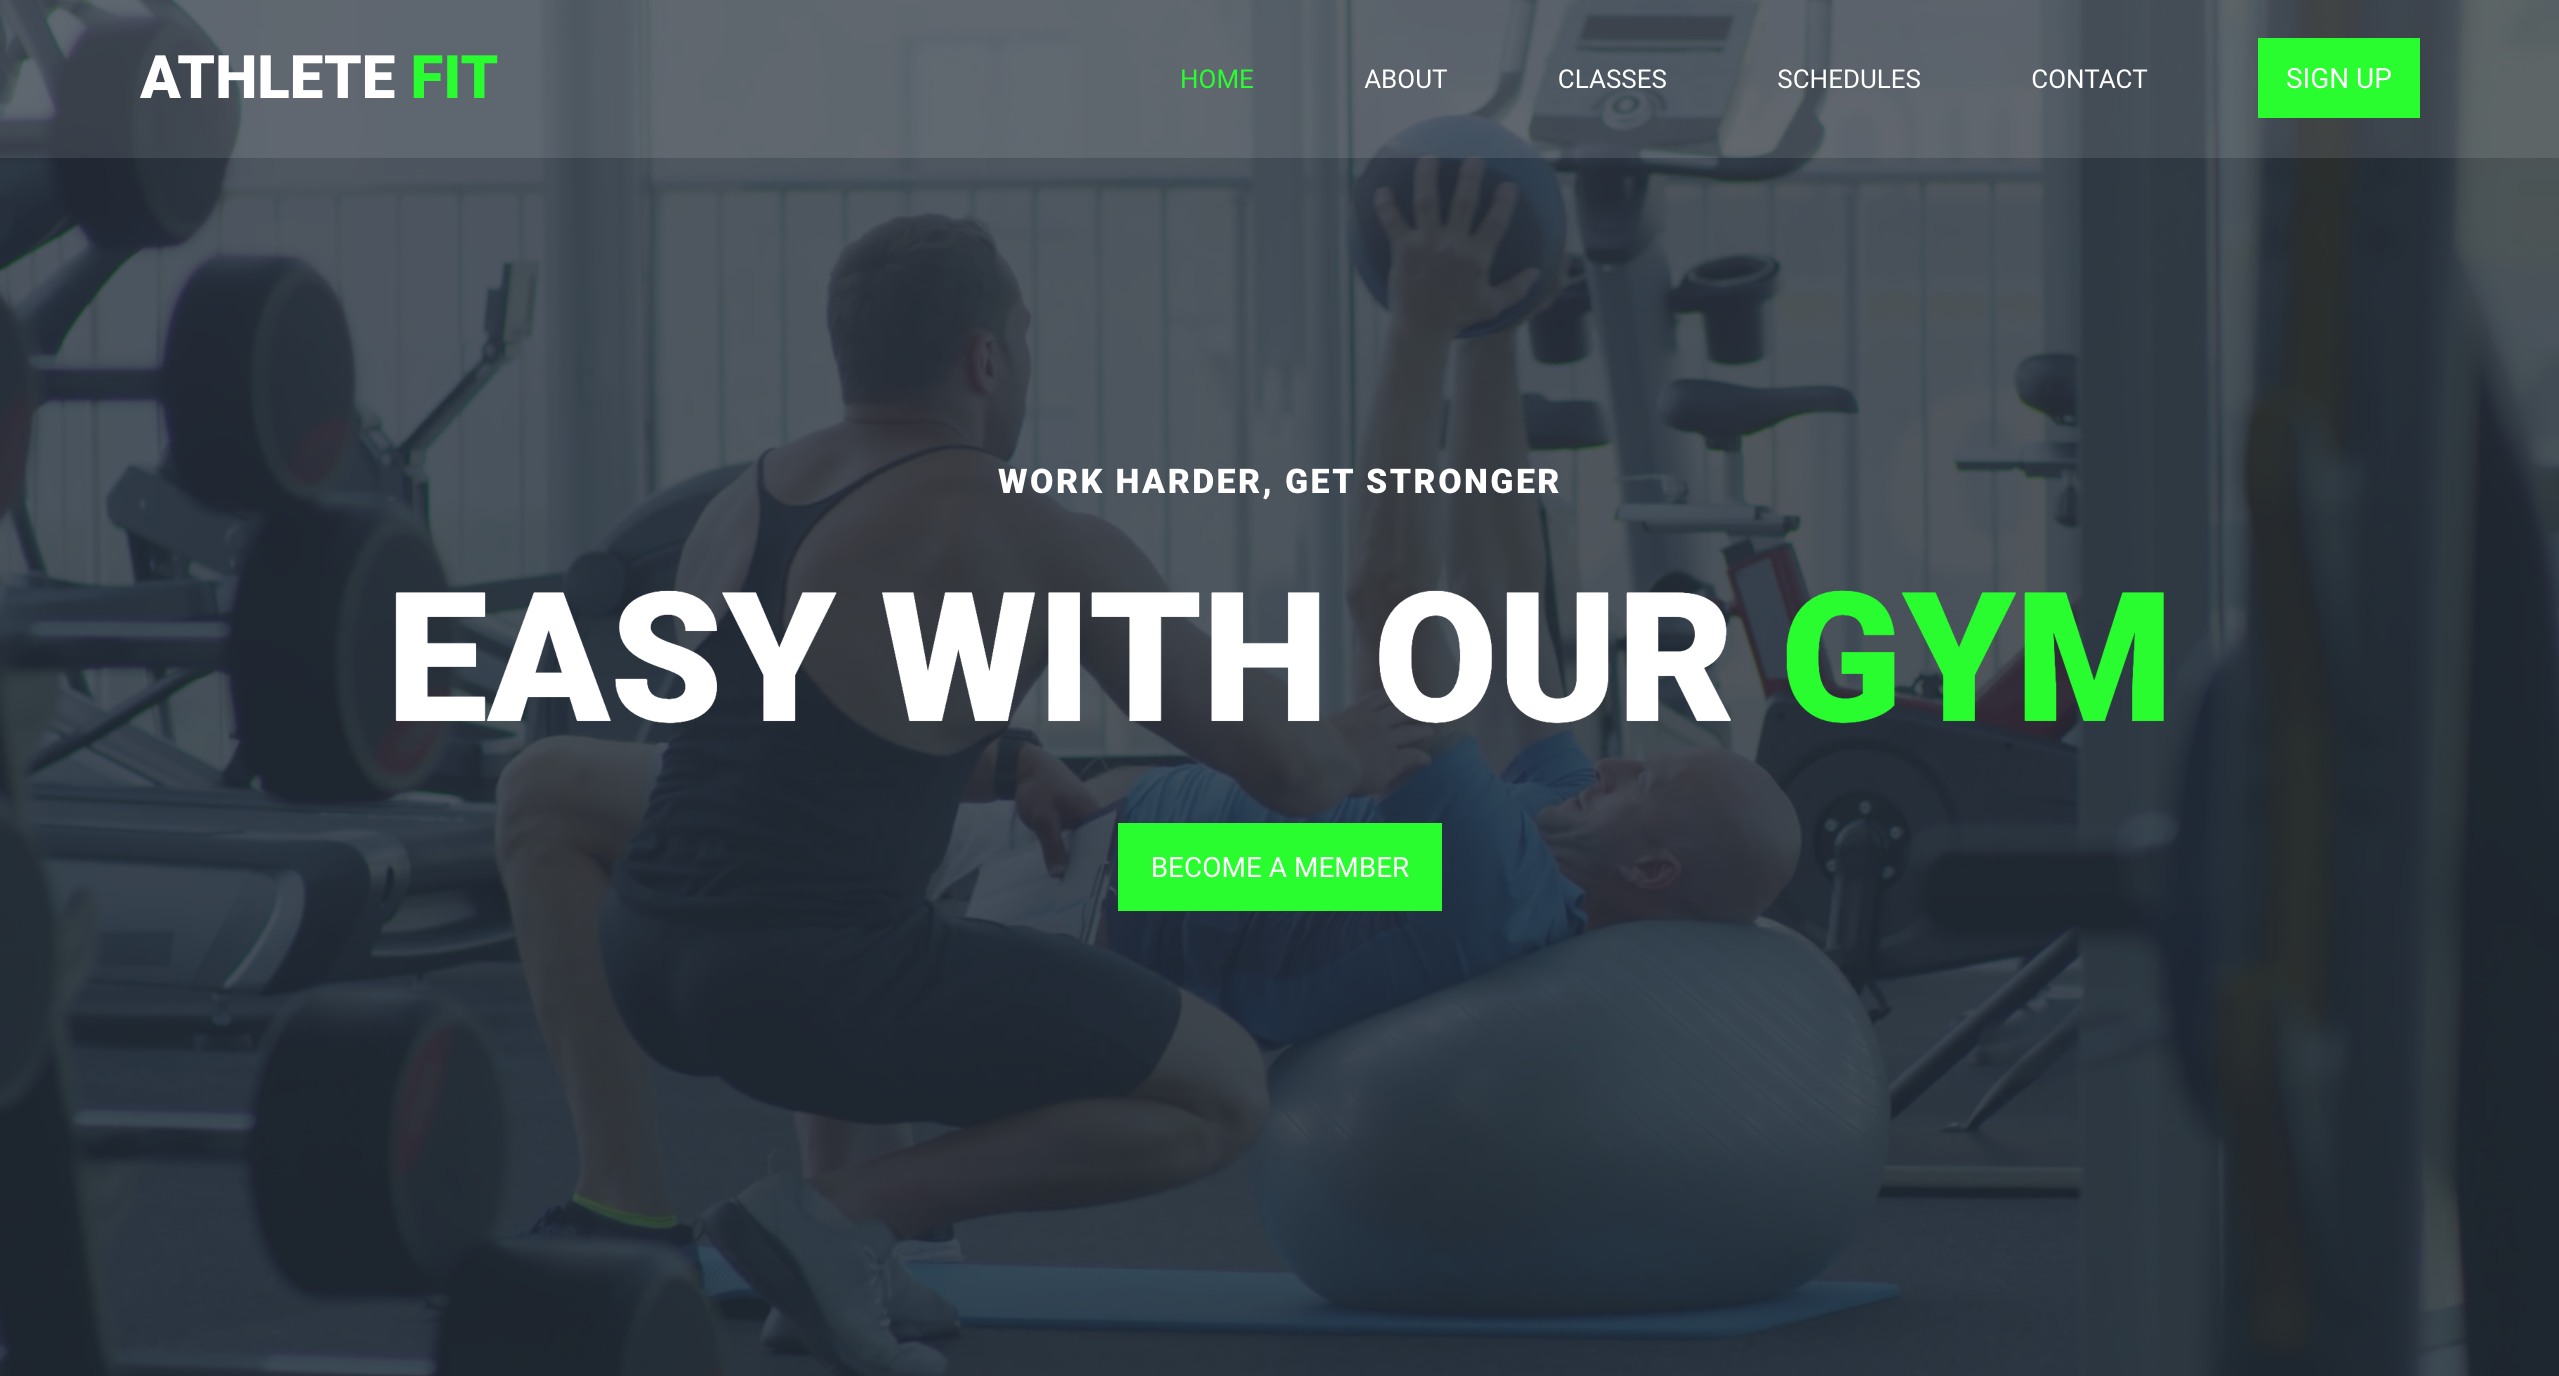 ATHLETE FIT
HOME ABOUT CLASSES SCHEDULES CONTACT SIGN UP
WORK HARDER, GET STRONGER
EASY WITH OUR GYM
BECOME A MEMBER